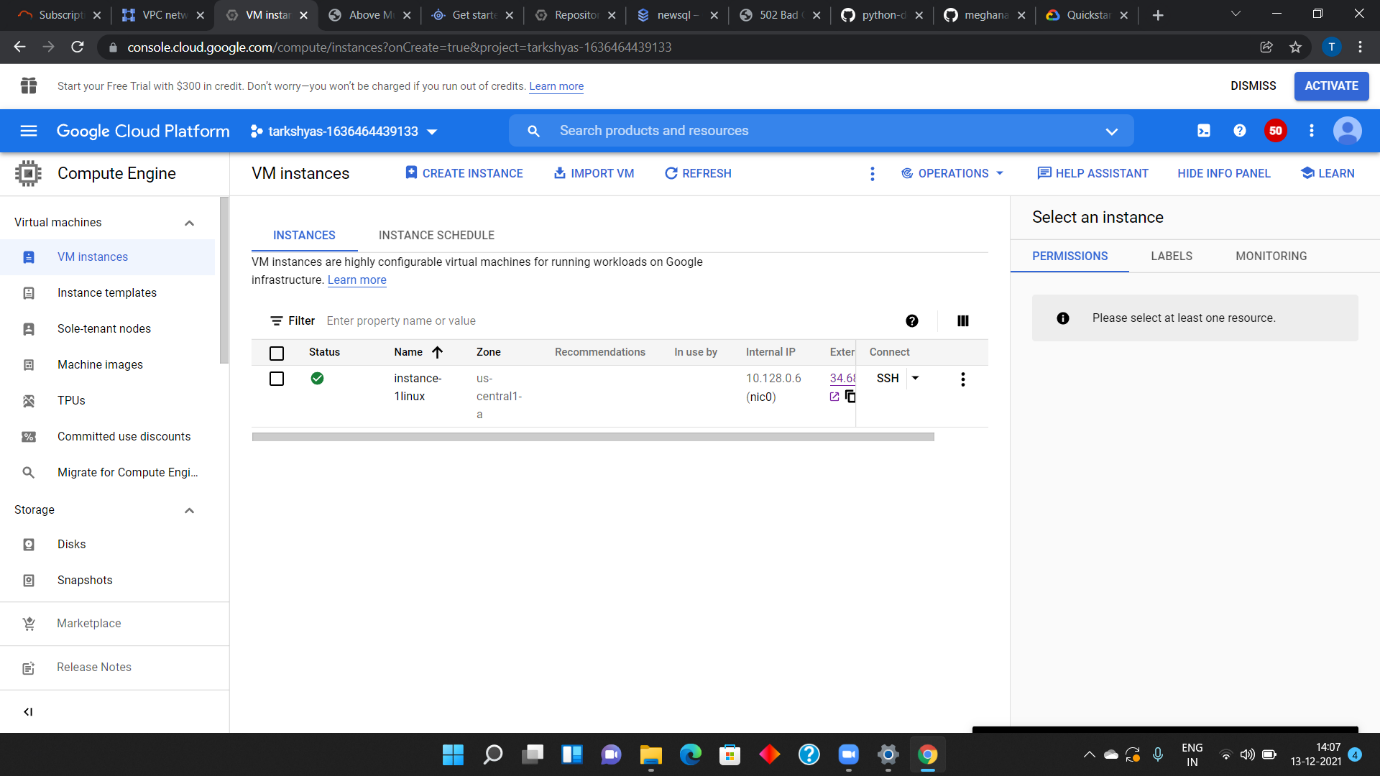 Subscript
VPC netw
VM instan
Above M
Get starte
Repositor
newsql –
502 Bad
python-d
meghana
Quickstar
console.cloud.google.com/compute/instances?onCreate=true&project=tarkshyas-1636464439133
T
Start your Free Trial with $300 in credit. Don't worry—you won't be charged if you run out of credits. Learn more
DISMISS
ACTIVATE
Google Cloud Platform
tarkshyas-1636464439133
Search products and resources
50
Compute Engine
VM instances
CREATE INSTANCE
IMPORT VM
REFRESH
OPERATIONS
HELP ASSISTANT
HIDE INFO PANEL
LEARN
Virtual machines
VM instances
Instance templates
Sole-tenant nodes
Machine images
TPUs
Committed use discounts
Migrate for Compute Engi...
Storage
Disks
Snapshots
Marketplace
Release Notes
INSTANCES
INSTANCE SCHEDULE
VM instances are highly configurable virtual machines for running workloads on Google
infrastructure. Learn more
Filter Enter property name or value
Status Name Zone Recommendations In use by Internal IP Exter Connect
instance-
1linux
us-
central1-
a
10.128.0.6
(nic0)
34.68
SSH
Select an instance
PERMISSIONS
LABELS
MONITORING
Please select at least one resource.
ENG
IN
14:07
13-12-2021
4